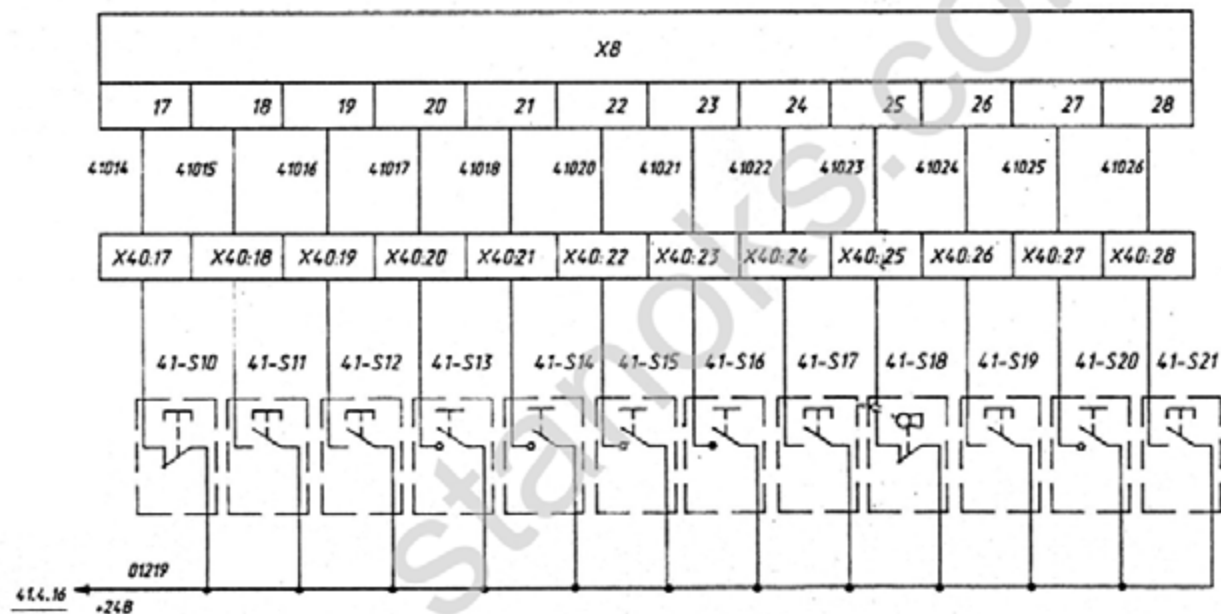 X8
17 18 19 20 21 22 23 24 25 26 27 28
41014 41015 41016 41017 41018 41020 41021 41022 41023 41024 41025 41026
X40:17 X40:18 X40:19 X40:20 X40:21 X40:22 X40:23 X40:24 X40:25 X40:26 X40:27 X40:28
41-S10 41-S11 41-S12 41-S13 41-S14 41-S15 41-S16 41-S17 41-S18 41-S19 41-S20 41-S21
01219
41.4.16
+24В
stanoks.co